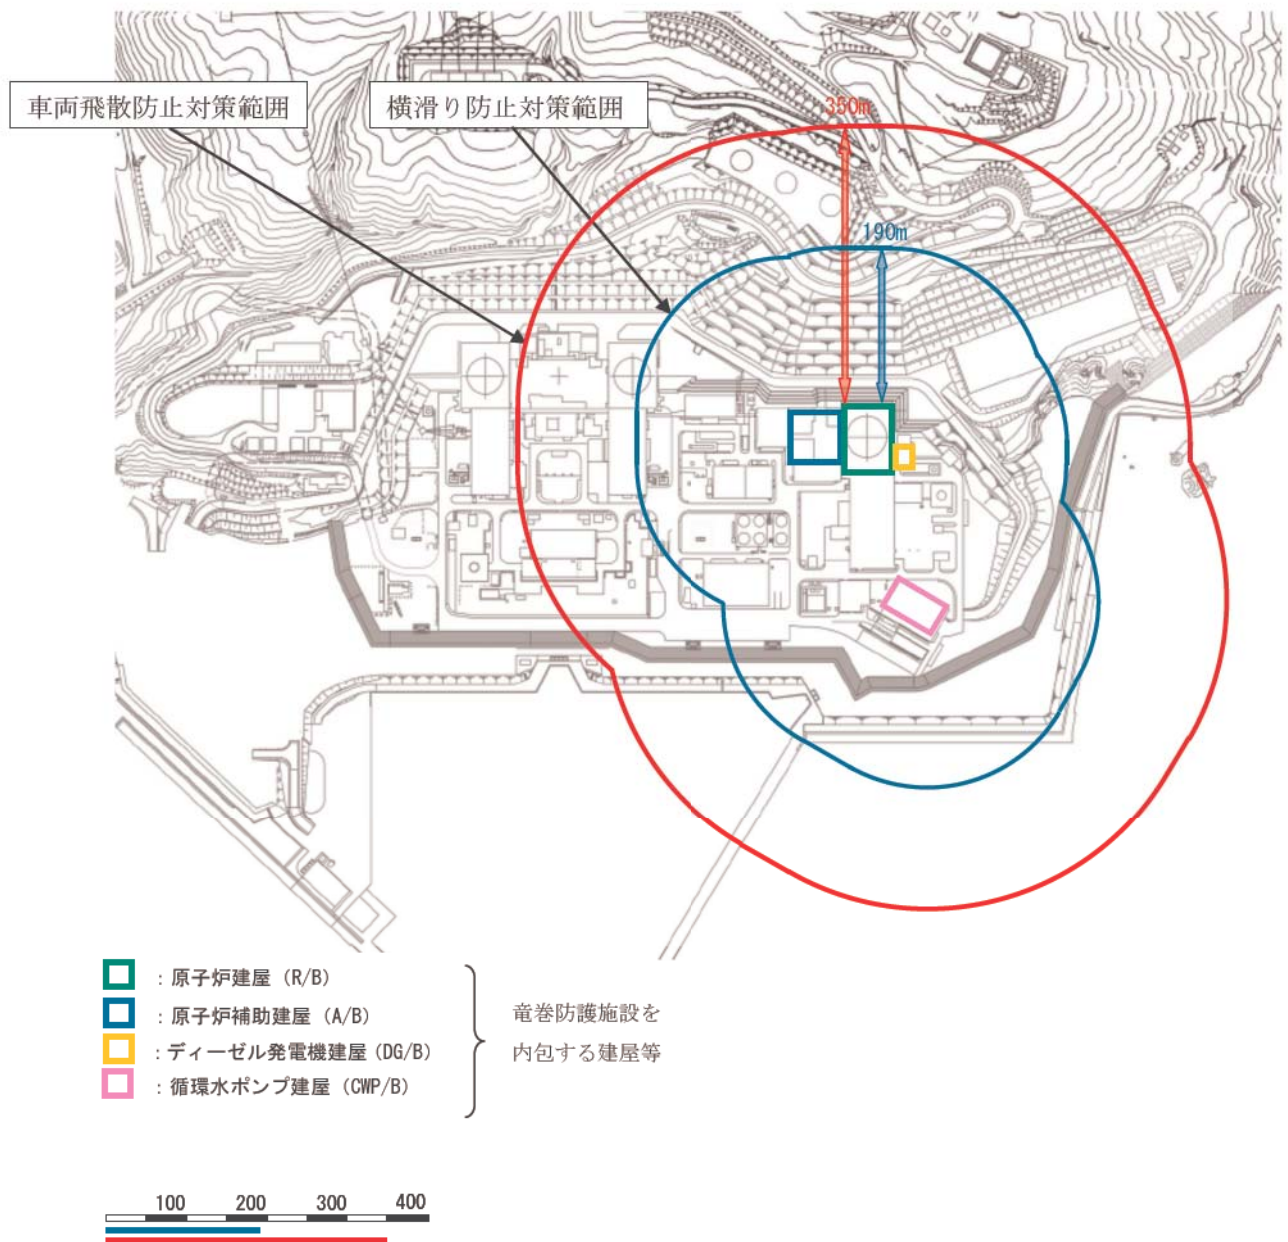 車両飛散防止対策範囲
横滑り防止対策範囲
350m
190m
：原子炉建屋（R/B）
：原子炉補助建屋（A/B）
：ディーゼル発電機建屋（DG/B）
：循環水ポンプ建屋（CWP/B）
竜巻防護施設を
内包する建屋等
100 200 300 400